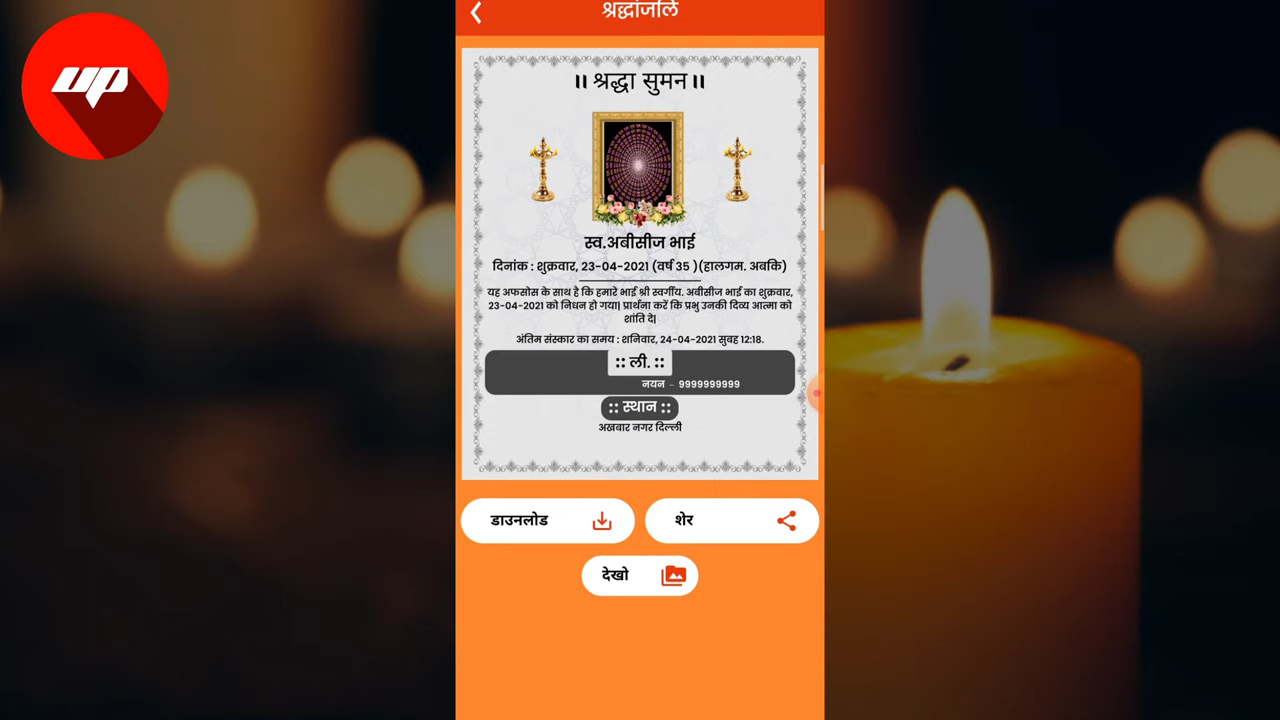 up
श्रद्धांजलि
॥ श्रद्धा सुमन ॥
स्व.अबीसीज भाई
दिनांक : शुक्रवार, 23-04-2021 (वर्ष 35 )(हालगम. अबकि)
यह अफसोस के साथ है कि हमारे भाई श्री स्वर्गीय. अबीसीज भाई का शुक्रवार,
23-04-2021 को निधन हो गया| प्रार्थना करें कि प्रभु उनकी दिव्य आत्मा को
शांति दे|
अंतिम संस्कार का समय : शनिवार, 24-04-2021 सुबह 12:18.
:: ली. ::
नयन - 9999999999
:: स्थान ::
अखबार नगर दिल्ली
डाउनलोड
शेर
देखो